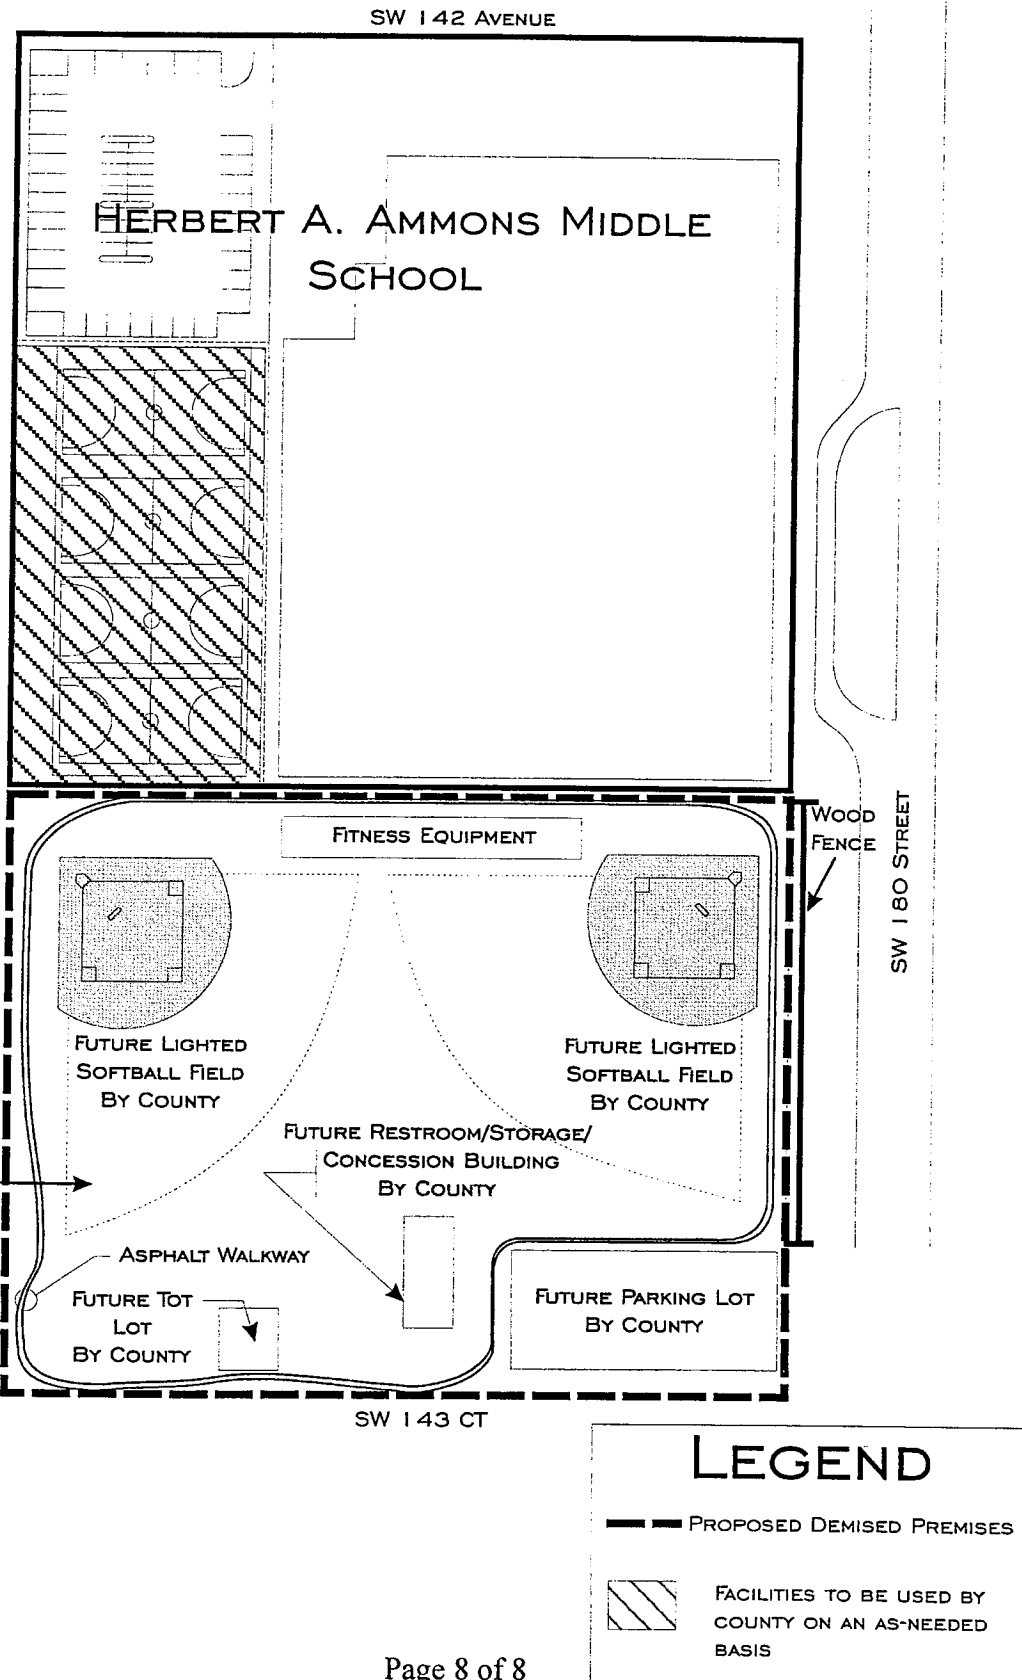 SW 142 AVENUE
HERBERT A. AMMONS MIDDLE
SCHOOL
WOOD
FENCE
SW 180 STREET
FITNESS EQUIPMENT
FUTURE LIGHTED
SOFTBALL FIELD
BY COUNTY
FUTURE LIGHTED
SOFTBALL FIELD
BY COUNTY
FUTURE RESTROOM/STORAGE/
CONCESSION BUILDING
BY COUNTY
ASPHALT WALKWAY
FUTURE TOT
LOT
BY COUNTY
FUTURE PARKING LOT
BY COUNTY
SW 143 CT
LEGEND
PROPOSED DEMISED PREMISES
FACILITIES TO BE USED BY
COUNTY ON AN AS-NEEDED
BASIS
Page 8 of 8